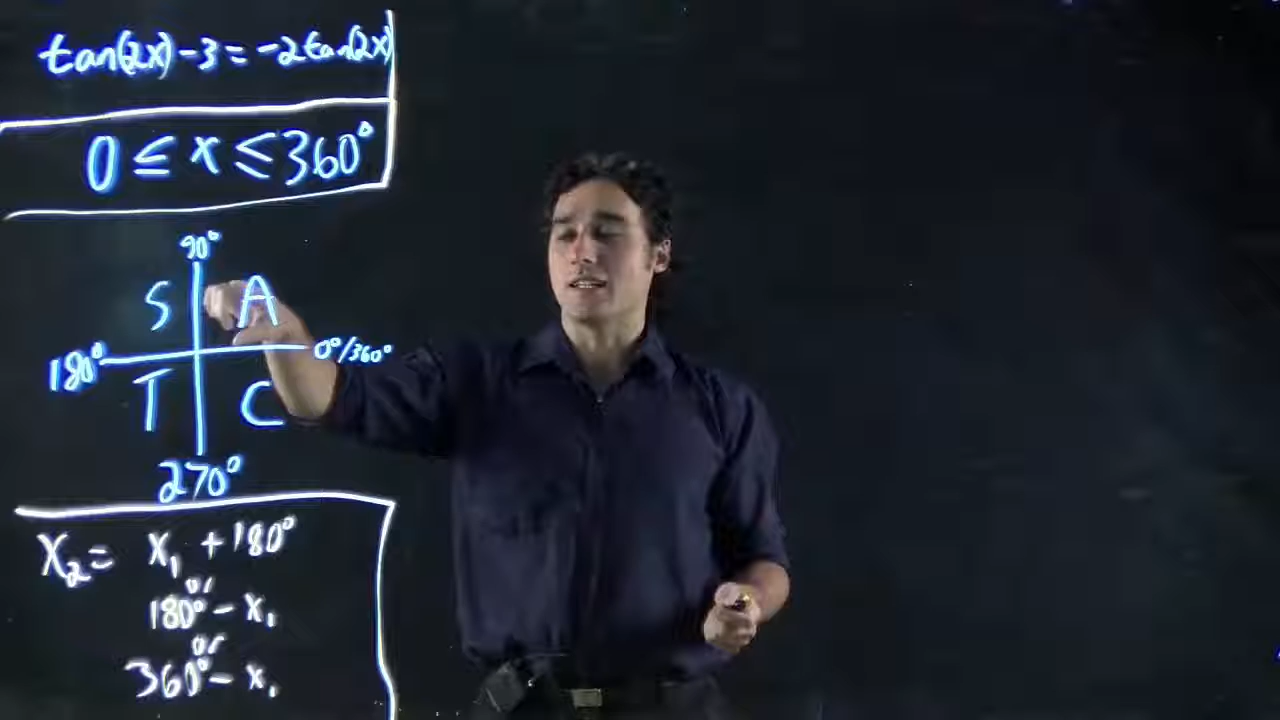 tan(2x) - 3 = -2tan(2x)
0 ≤ x ≤ 360°
90°
S A
180° 0°/360°
T C
270°
x₂ = x₁ + 180°
or
180° - x₁
or
360° - x₁